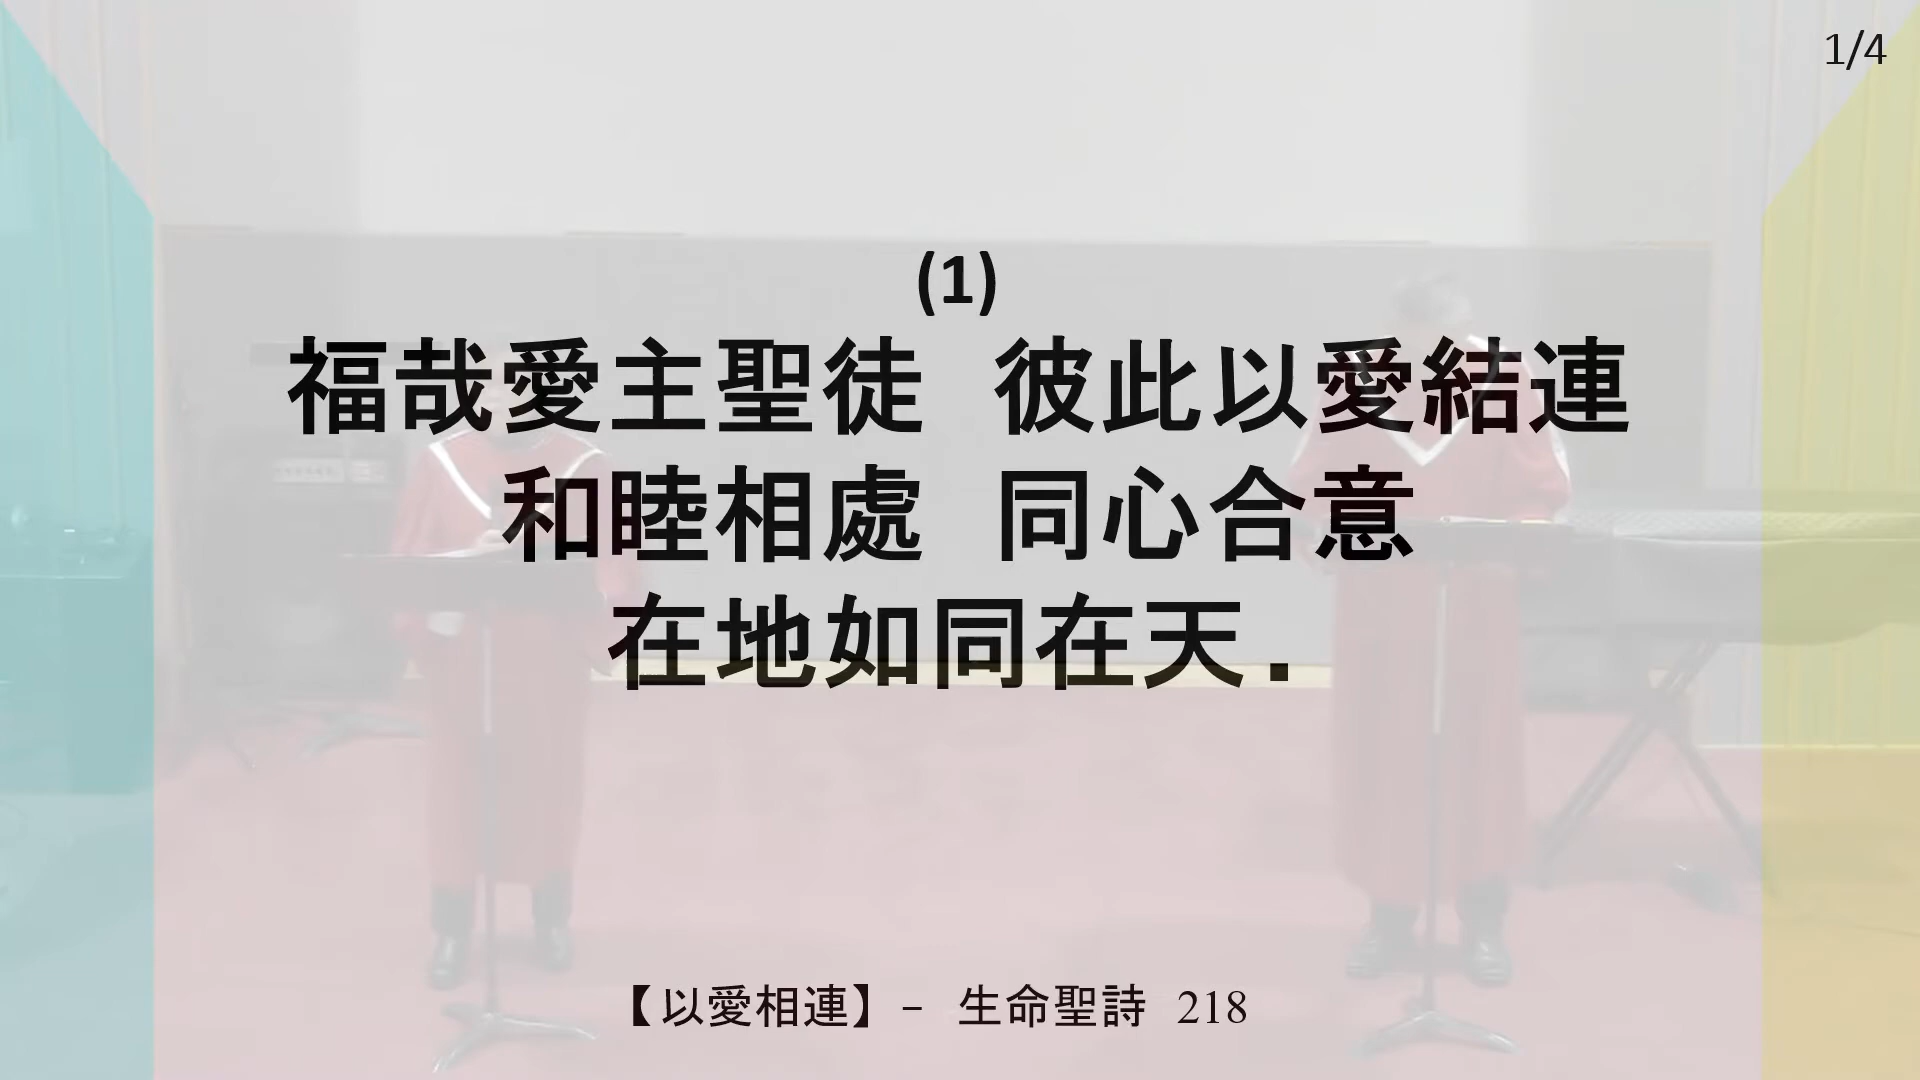 1/4
(1)
福哉愛主聖徒 彼此以愛結連
和睦相處 同心合意
在地如同在天.
【以愛相連】- 生命聖詩 218